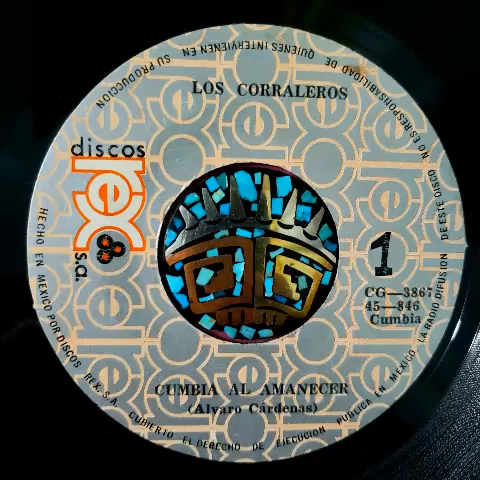 LOS CORRALEROS
discos
rex
s.a.
1
CG—3867
45—846
Cumbia
CUMBIA AL AMANECER
(Alvaro Cárdenas)
HECHO EN MEXICO POR DISCOS REX S.A. CUBIERTO EL DERECHO DE EJECUCION PUBLICA EN MEXICO LA RADIO DIFUSION DE ESTE DISCO NO ES RESPONSABILIDAD DE QUIENES INTERVIENEN EN SU PRODUCCION